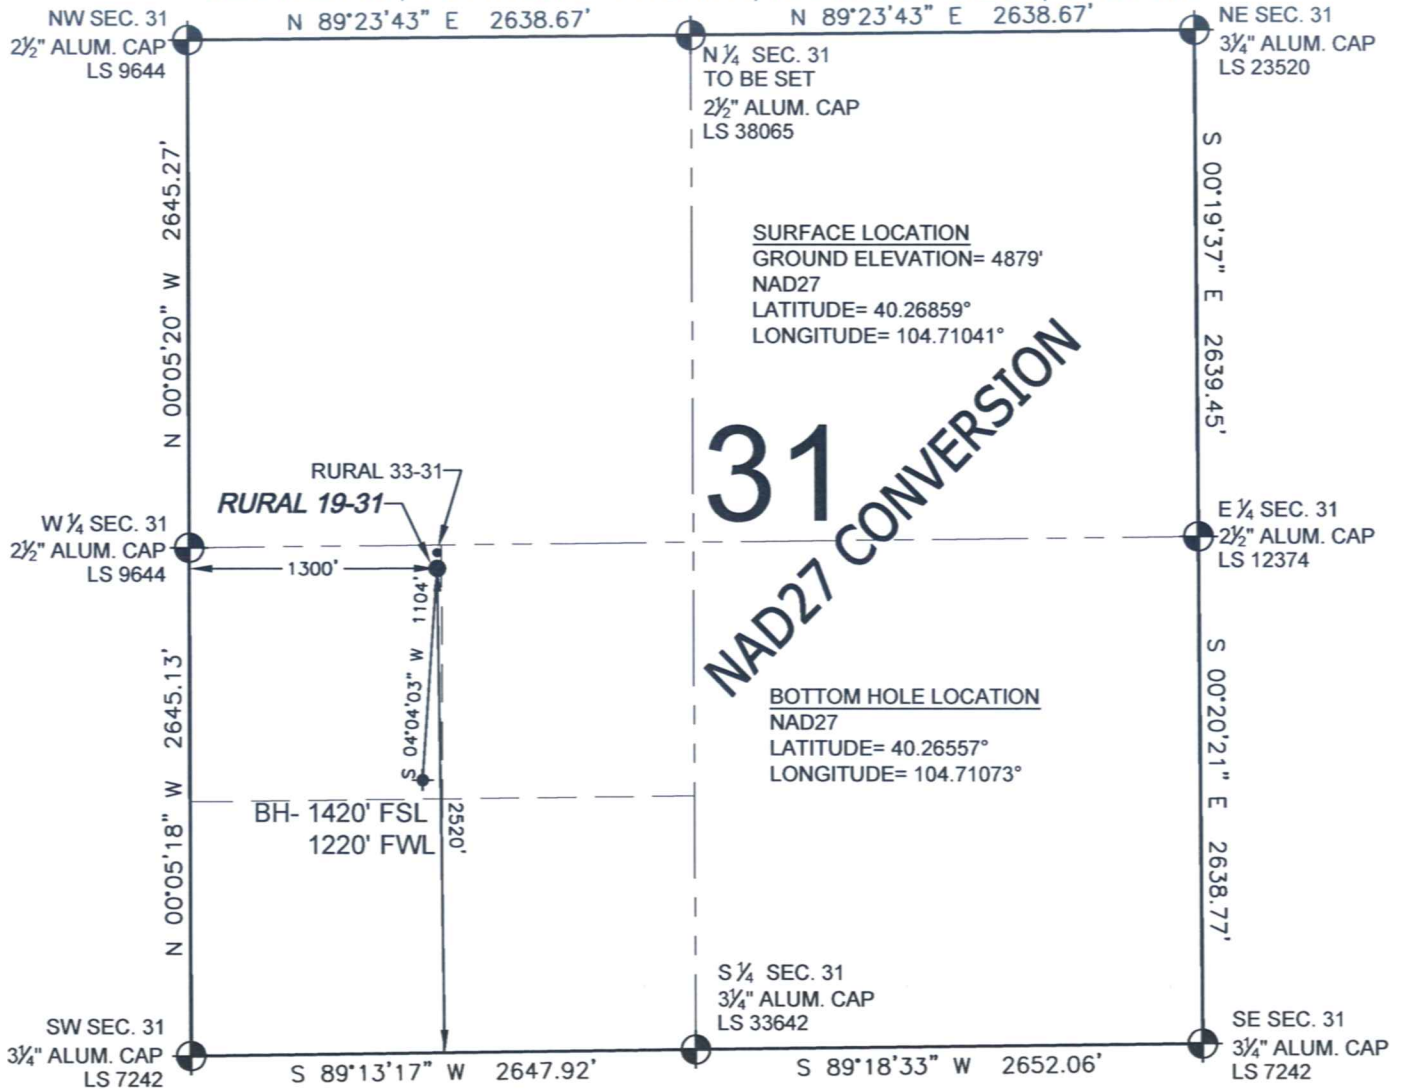 N 89°23'43" E 2638.67'
N 89°23'43" E 2638.67'
NW SEC. 31
2½" ALUM. CAP
LS 9644
N ¼ SEC. 31
TO BE SET
2½" ALUM. CAP
LS 38065
NE SEC. 31
3¼" ALUM. CAP
LS 23520
N 00°05'20" W 2645.27'
S 00°19'37" E 2639.45'
SURFACE LOCATION
GROUND ELEVATION= 4879'
NAD27
LATITUDE= 40.26859°
LONGITUDE= 104.71041°
31
NAD27 CONVERSION
RURAL 33-31
RURAL 19-31
W ¼ SEC. 31
2½" ALUM. CAP
LS 9644
1300'
E ¼ SEC. 31
2½" ALUM. CAP
LS 12374
S 04°04'03" W 1104'
N 00°05'18" W 2645.13'
S 00°20'21" E 2638.77'
BOTTOM HOLE LOCATION
NAD27
LATITUDE= 40.26557°
LONGITUDE= 104.71073°
BH- 1420' FSL
1220' FWL
2520'
SW SEC. 31
3¼" ALUM. CAP
LS 7242
S ¼ SEC. 31
3¼" ALUM. CAP
LS 33642
SE SEC. 31
3¼" ALUM. CAP
LS 7242
S 89°13'17" W 2647.92'
S 89°18'33" W 2652.06'